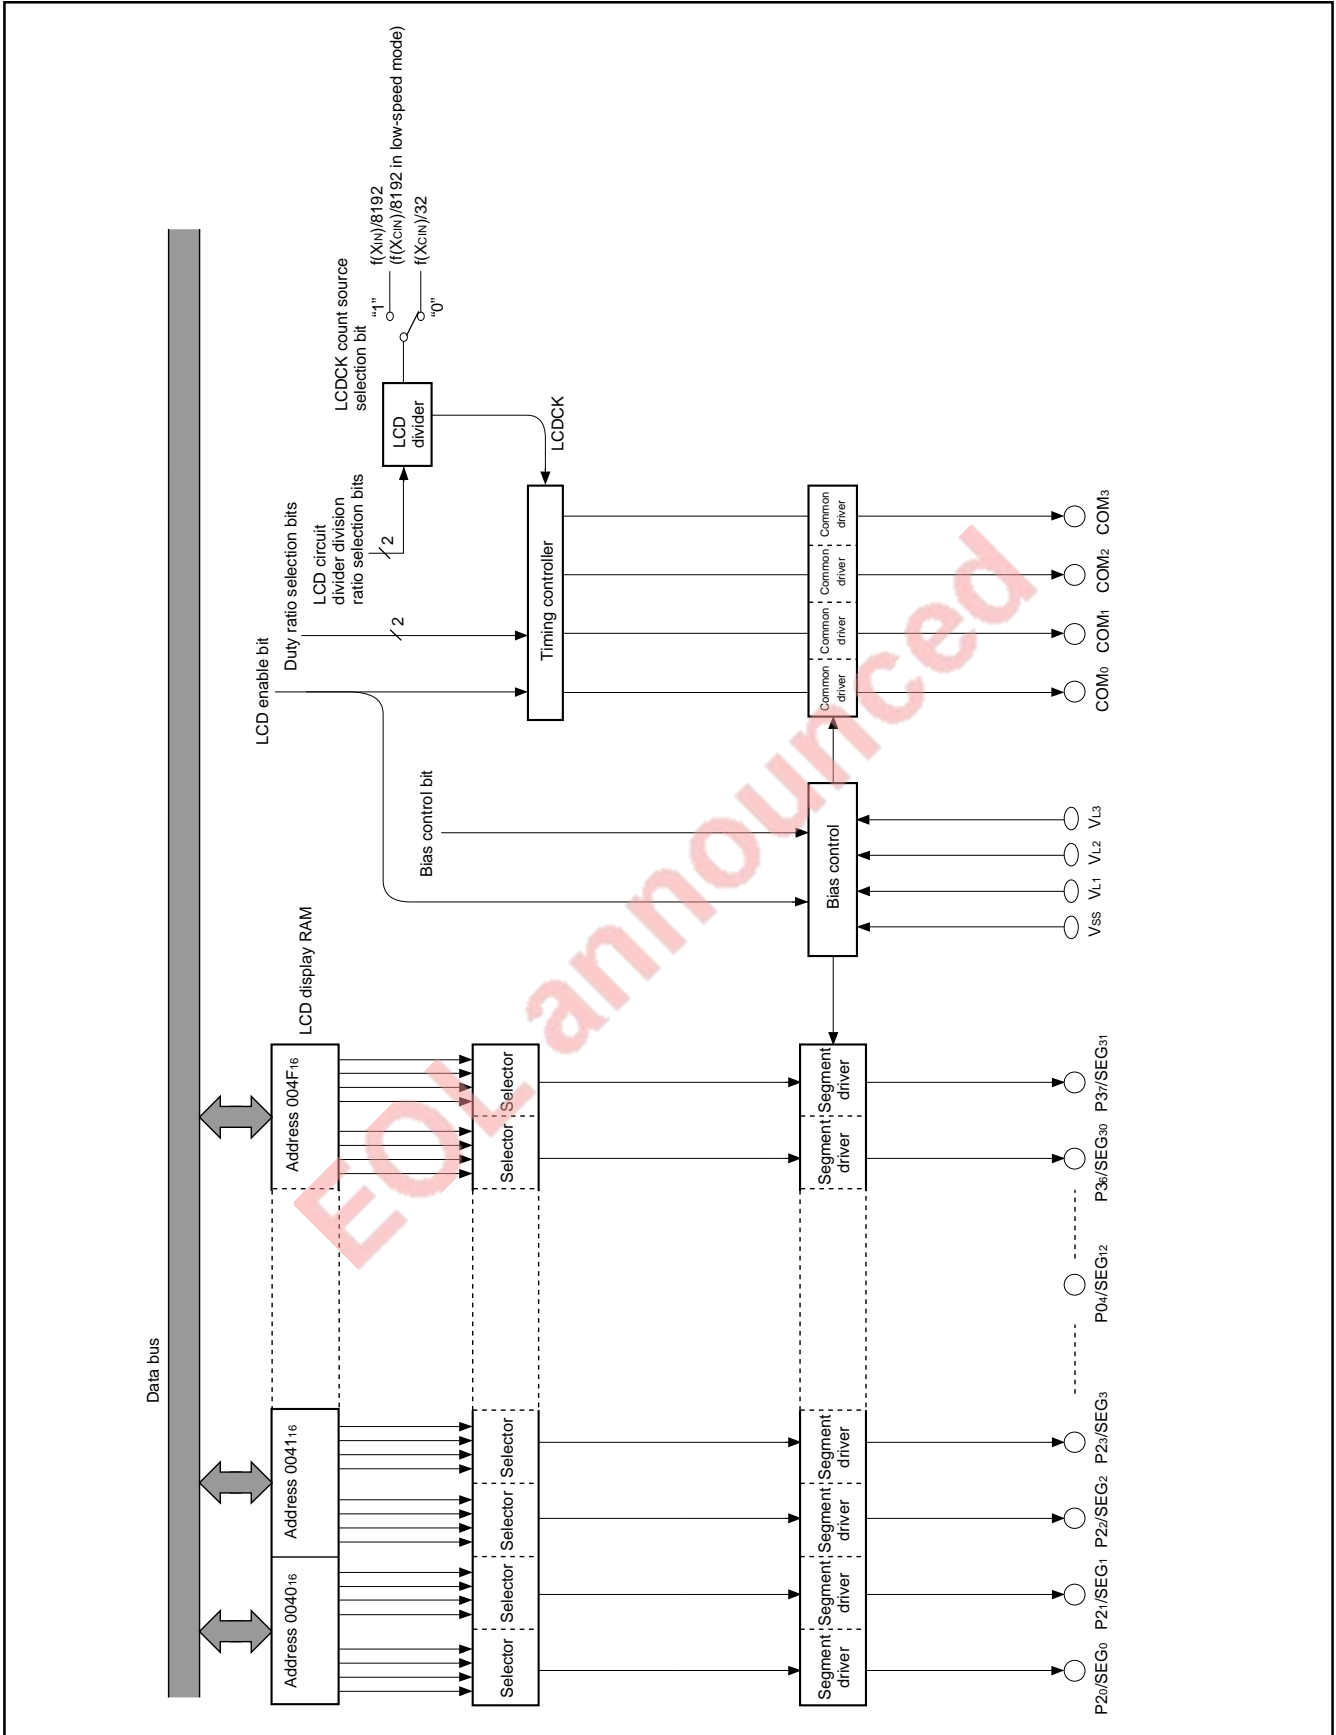 Data bus
Address 0040₁₆
Address 0041₁₆
Address 004F₁₆
LCD display RAM
Selector
Selector
Selector
Selector
Selector
Selector
Segment driver
Segment driver
Segment driver
Segment driver
Segment driver
Segment driver
P2₀/SEG₀
P2₁/SEG₁
P2₂/SEG₂
P2₃/SEG₃
P0₄/SEG₁₂
P3₆/SEG₃₀
P3₇/SEG₃₁
LCD enable bit
Duty ratio selection bits
2
LCD circuit
divider division
ratio selection bits
2
LCDCK count source
selection bit
"1"
"0"
f(XIN)/8192
(f(XCIN)/8192 in low-speed mode)
f(XCIN)/32
LCD
divider
LCDCK
Timing controller
Bias control bit
Bias control
Common driver
Common driver
Common driver
Common driver
VSS
VL1
VL2
VL3
COM₀
COM₁
COM₂
COM₃
EOL announced